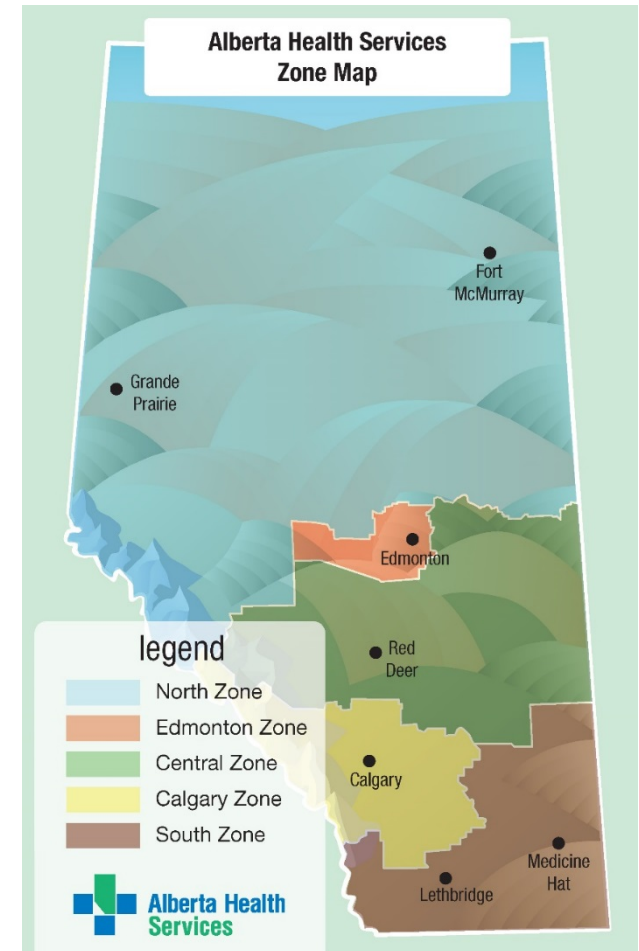 Alberta Health Services
Zone Map
Fort
McMurray
Grande
Prairie
Edmonton
Red
Deer
Calgary
Medicine
Hat
Lethbridge
legend
North Zone
Edmonton Zone
Central Zone
Calgary Zone
South Zone
Alberta Health
Services